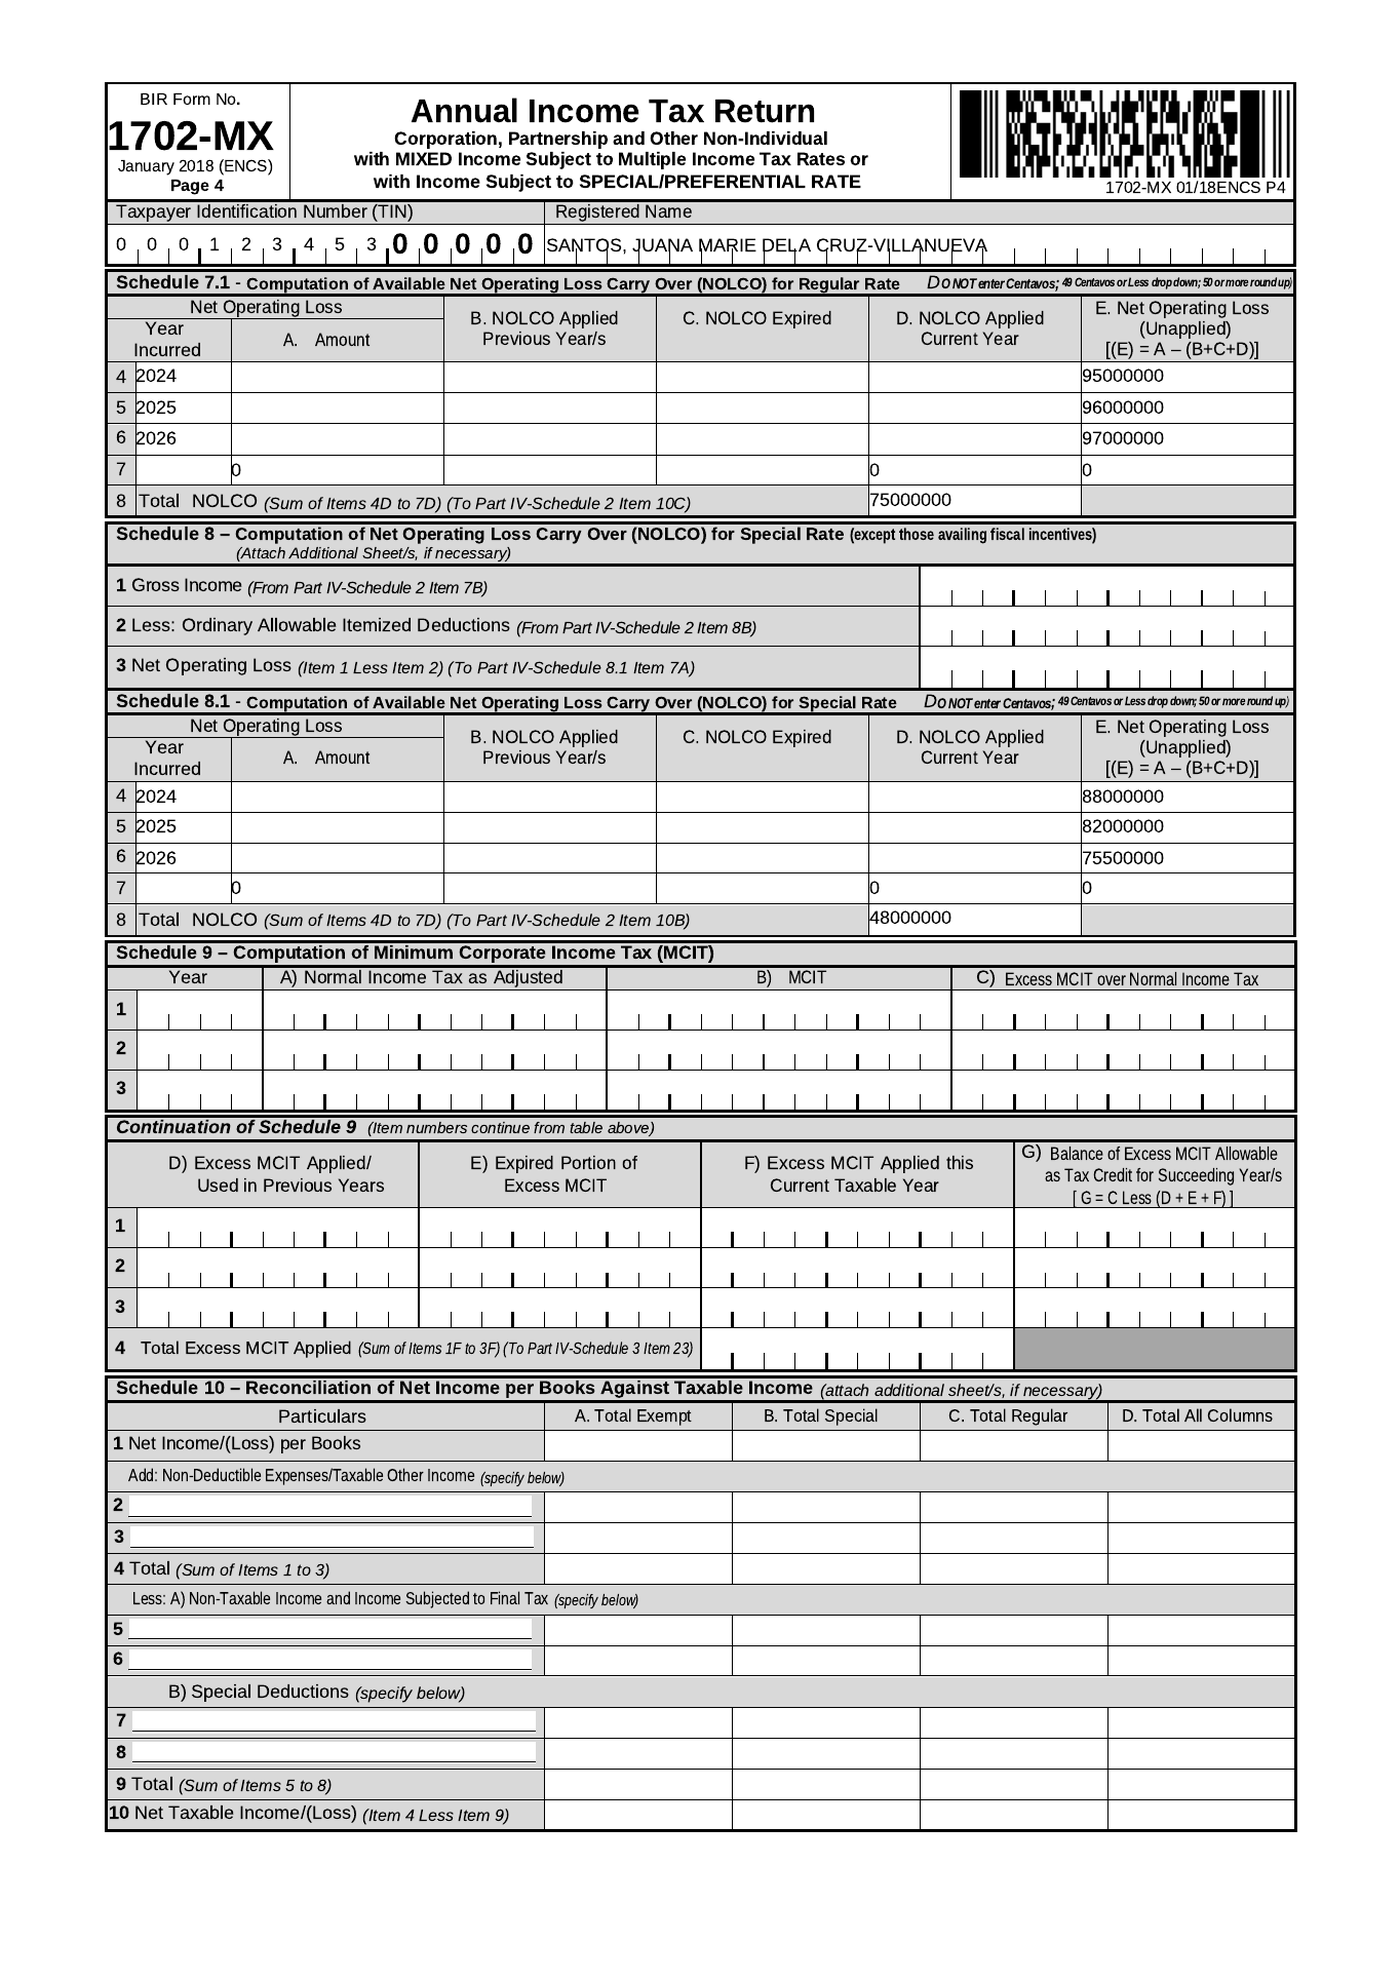 BIR Form No.
1702-MX
January 2018 (ENCS)
Page 4
Annual Income Tax Return
Corporation, Partnership and Other Non-Individual
with MIXED Income Subject to Multiple Income Tax Rates or
with Income Subject to SPECIAL/PREFERENTIAL RATE
1702-MX 01/18ENCS P4
Taxpayer Identification Number (TIN) Registered Name
0 0 0 1 2 3 4 5 3 0 0 0 0 0 SANTOS, JUANA MARIE DELA CRUZ-VILLANUEVA
Schedule 7.1 - Computation of Available Net Operating Loss Carry Over (NOLCO) for Regular Rate DO NOT enter Centavos; 49 Centavos or Less drop down; 50 or more round up)
Net Operating Loss
Year Incurred
A. Amount
B. NOLCO Applied Previous Year/s
C. NOLCO Expired
D. NOLCO Applied Current Year
E. Net Operating Loss (Unapplied) [(E) = A – (B+C+D)]
4 2024 95000000
5 2025 96000000
6 2026 97000000
7 0 0 0
8 Total NOLCO (Sum of Items 4D to 7D) (To Part IV-Schedule 2 Item 10C) 75000000
Schedule 8 – Computation of Net Operating Loss Carry Over (NOLCO) for Special Rate (except those availing fiscal incentives)
(Attach Additional Sheet/s, if necessary)
1 Gross Income (From Part IV-Schedule 2 Item 7B)
2 Less: Ordinary Allowable Itemized Deductions (From Part IV-Schedule 2 Item 8B)
3 Net Operating Loss (Item 1 Less Item 2) (To Part IV-Schedule 8.1 Item 7A)
Schedule 8.1 - Computation of Available Net Operating Loss Carry Over (NOLCO) for Special Rate DO NOT enter Centavos; 49 Centavos or Less drop down; 50 or more round up)
Net Operating Loss
Year Incurred
A. Amount
B. NOLCO Applied Previous Year/s
C. NOLCO Expired
D. NOLCO Applied Current Year
E. Net Operating Loss (Unapplied) [(E) = A – (B+C+D)]
4 2024 88000000
5 2025 82000000
6 2026 75500000
7 0 0 0
8 Total NOLCO (Sum of Items 4D to 7D) (To Part IV-Schedule 2 Item 10B) 48000000
Schedule 9 – Computation of Minimum Corporate Income Tax (MCIT)
Year A) Normal Income Tax as Adjusted B) MCIT C) Excess MCIT over Normal Income Tax
1
2
3
Continuation of Schedule 9 (Item numbers continue from table above)
D) Excess MCIT Applied/ Used in Previous Years
E) Expired Portion of Excess MCIT
F) Excess MCIT Applied this Current Taxable Year
G) Balance of Excess MCIT Allowable as Tax Credit for Succeeding Year/s [ G = C Less (D + E + F) ]
1
2
3
4 Total Excess MCIT Applied (Sum of Items 1F to 3F) (To Part IV-Schedule 3 Item 23)
Schedule 10 – Reconciliation of Net Income per Books Against Taxable Income (attach additional sheet/s, if necessary)
Particulars A. Total Exempt B. Total Special C. Total Regular D. Total All Columns
1 Net Income/(Loss) per Books
Add: Non-Deductible Expenses/Taxable Other Income (specify below)
2
3
4 Total (Sum of Items 1 to 3)
Less: A) Non-Taxable Income and Income Subjected to Final Tax (specify below)
5
6
B) Special Deductions (specify below)
7
8
9 Total (Sum of Items 5 to 8)
10 Net Taxable Income/(Loss) (Item 4 Less Item 9)